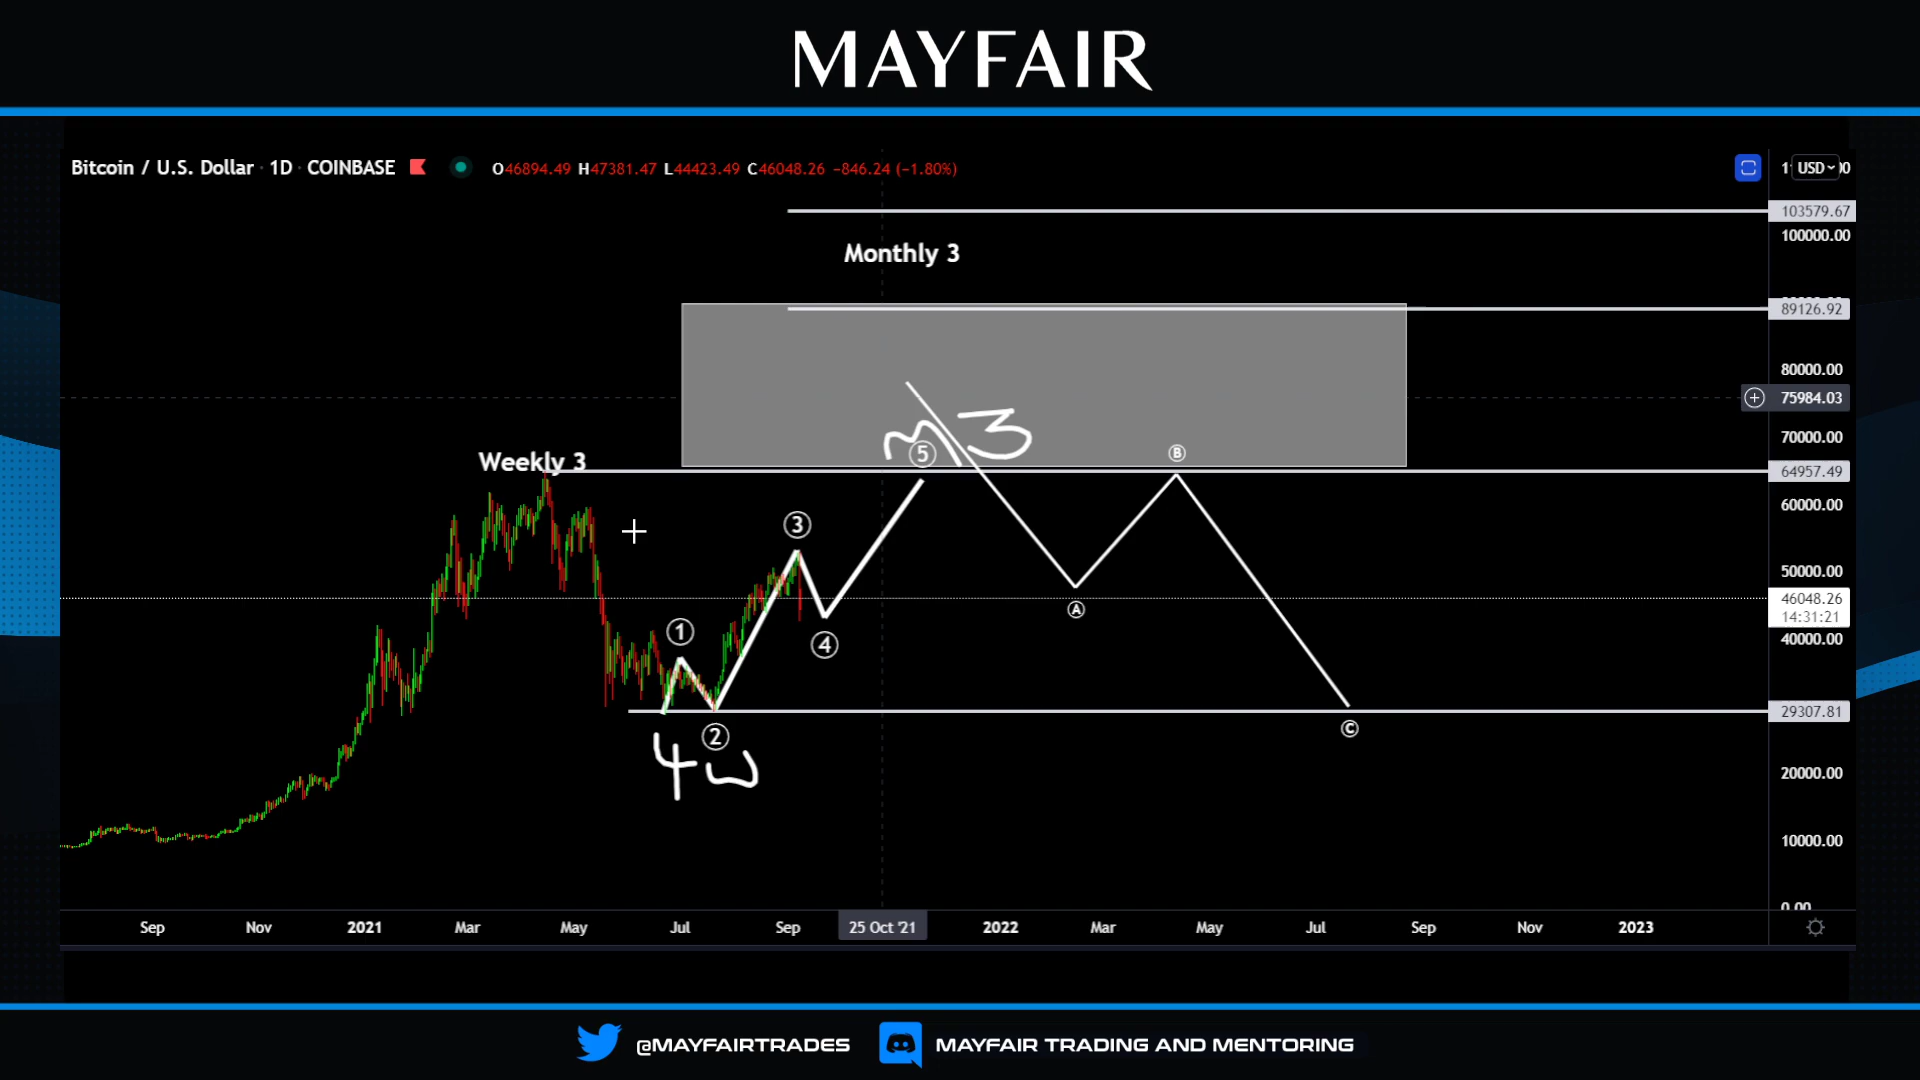 MAYFAIR
Bitcoin / U.S. Dollar · 1D · COINBASE O46894.49 H47381.47 L44423.49 C46048.26 −846.24 (−1.80%)
USD
103579.67
100000.00
Monthly 3
89126.92
80000.00
75984.03
70000.00
m 3
5
B
Weekly 3
64957.49
60000.00
3
50000.00
46048.26
14:31:21
A
1
4
40000.00
29307.81
2
C
4 w
20000.00
10000.00
0.00
Sep Nov 2021 Mar May Jul Sep 25 Oct '21 2022 Mar May Jul Sep Nov 2023
@MAYFAIRTRADES MAYFAIR TRADING AND MENTORING